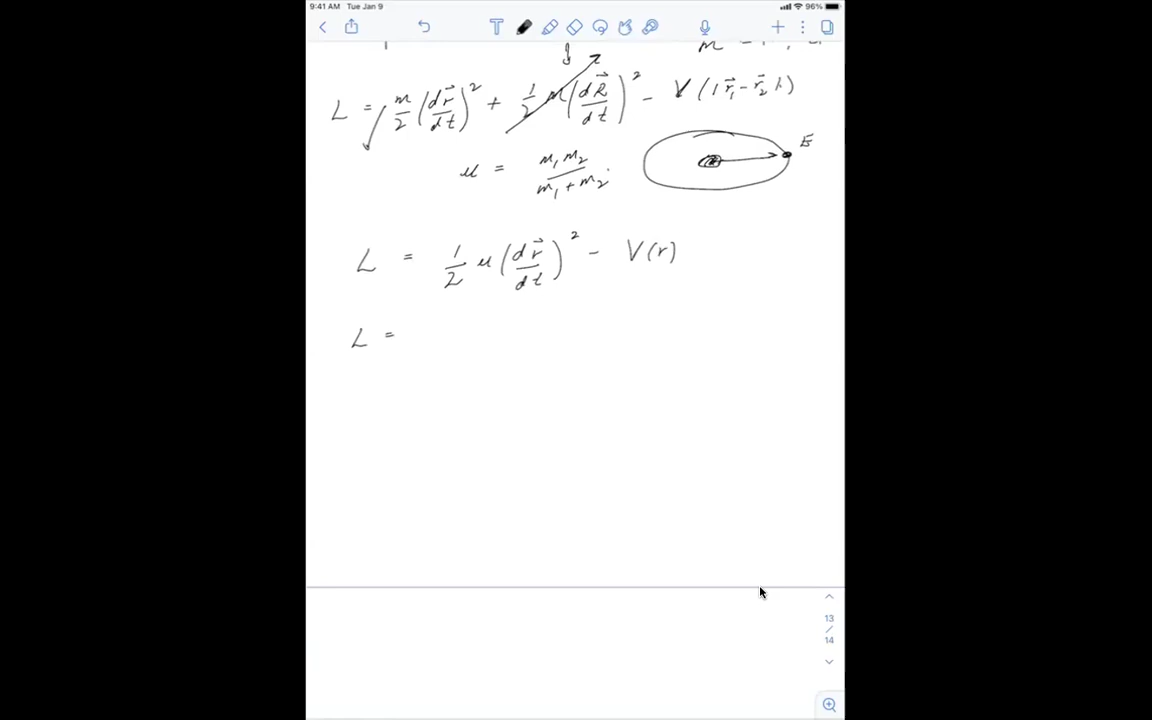 9:41 AM Tue Jan 9
96%
L = m/2 (dr⃗/dt)² + 1/2 M (dR⃗/dt)² − V(|r⃗₁ − r⃗₂|)
E
μ = m₁m₂/(m₁+m₂)
L = 1/2 μ (dr⃗/dt)² − V(r)
L =
13
/
14